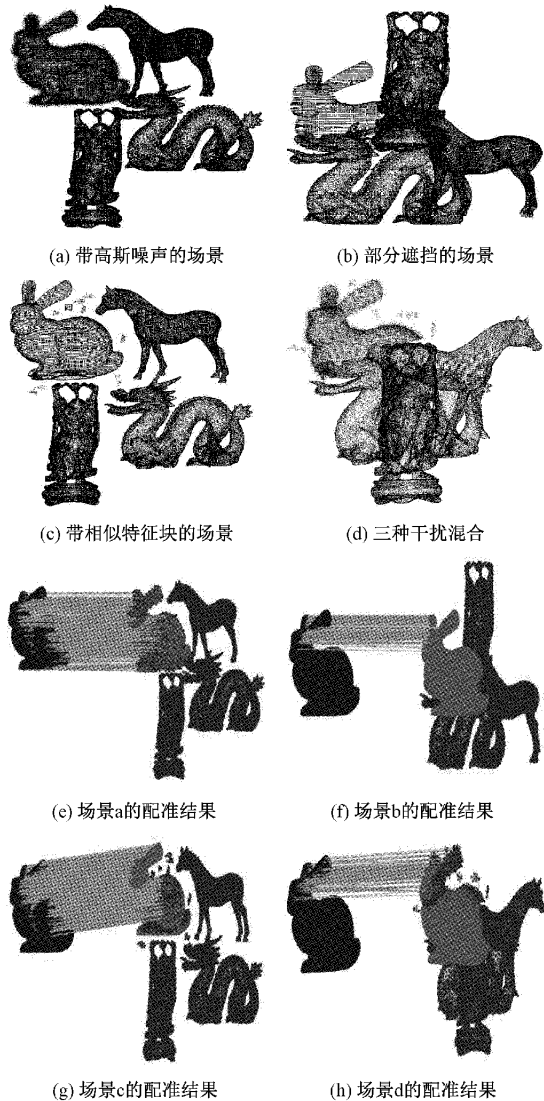 (a) 带高斯噪声的场景
(b) 部分遮挡的场景
(c) 带相似特征块的场景
(d) 三种干扰混合
(e) 场景a的配准结果
(f) 场景b的配准结果
(g) 场景c的配准结果
(h) 场景d的配准结果